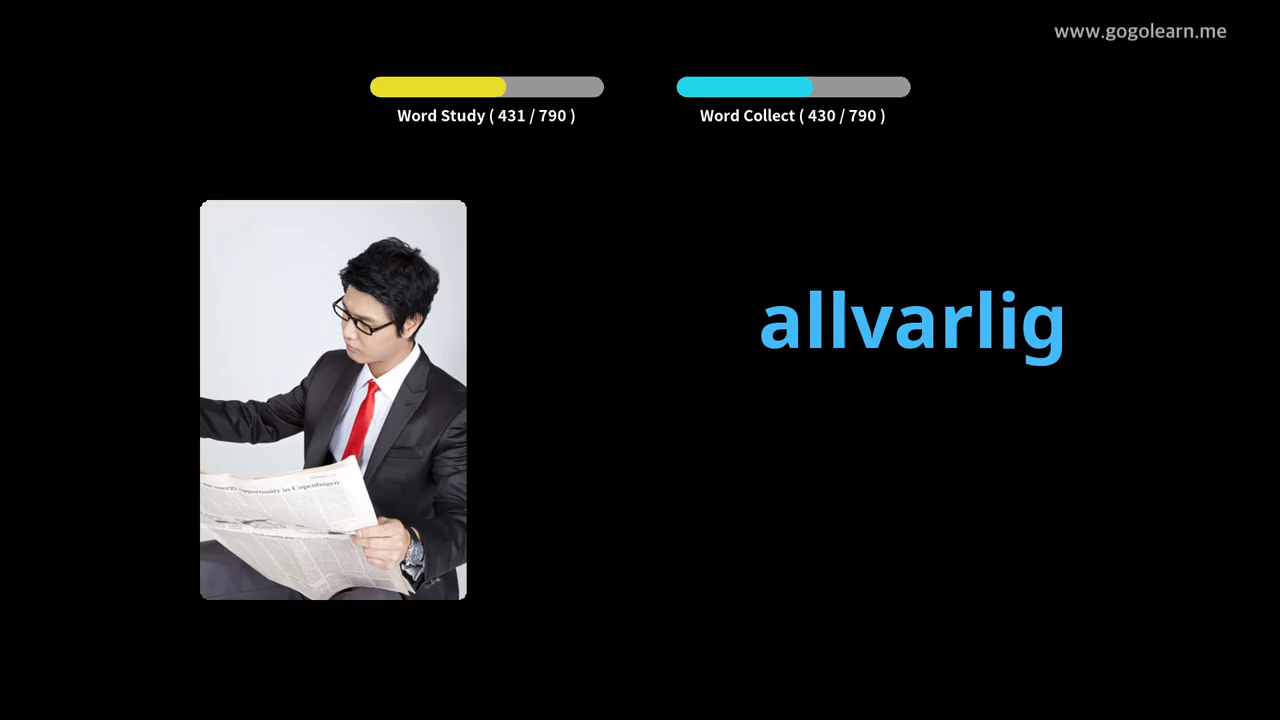 www.gogolearn.me
Word Study ( 431 / 790 )
Word Collect ( 430 / 790 )
allvarlig
opportunity in Copenhagen